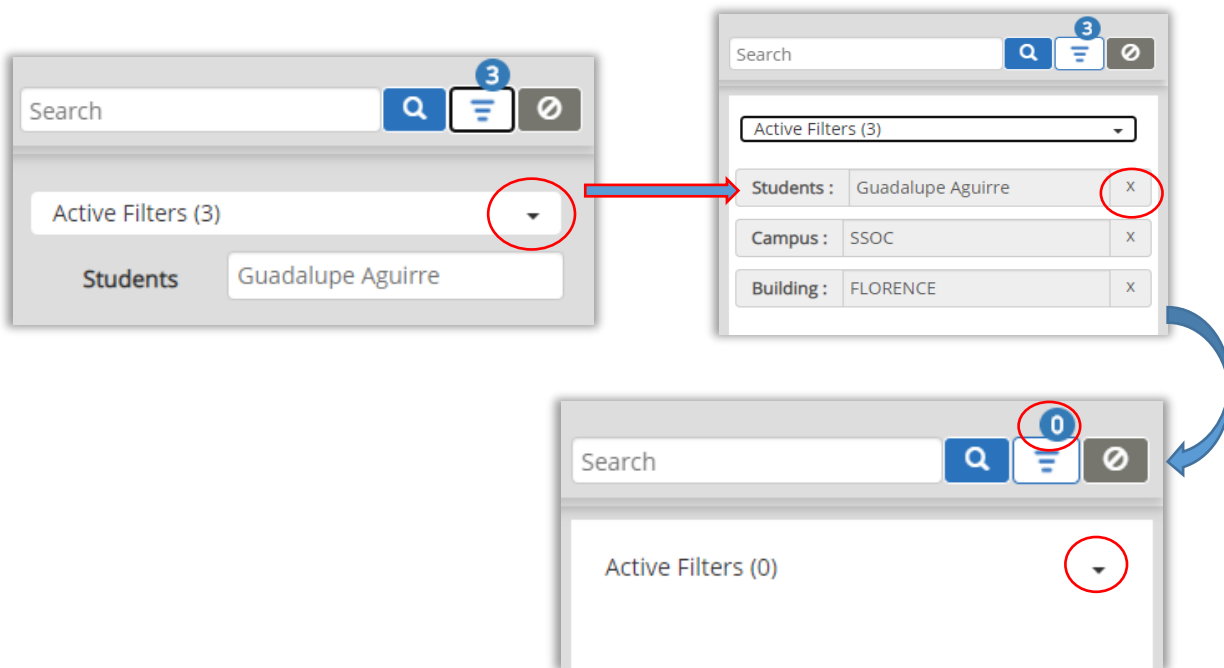 3
Search
Active Filters (3)
Students Guadalupe Aguirre
3
Search
Active Filters (3)
Students : Guadalupe Aguirre x
Campus : SSOC x
Building : FLORENCE x
0
Search
Active Filters (0)